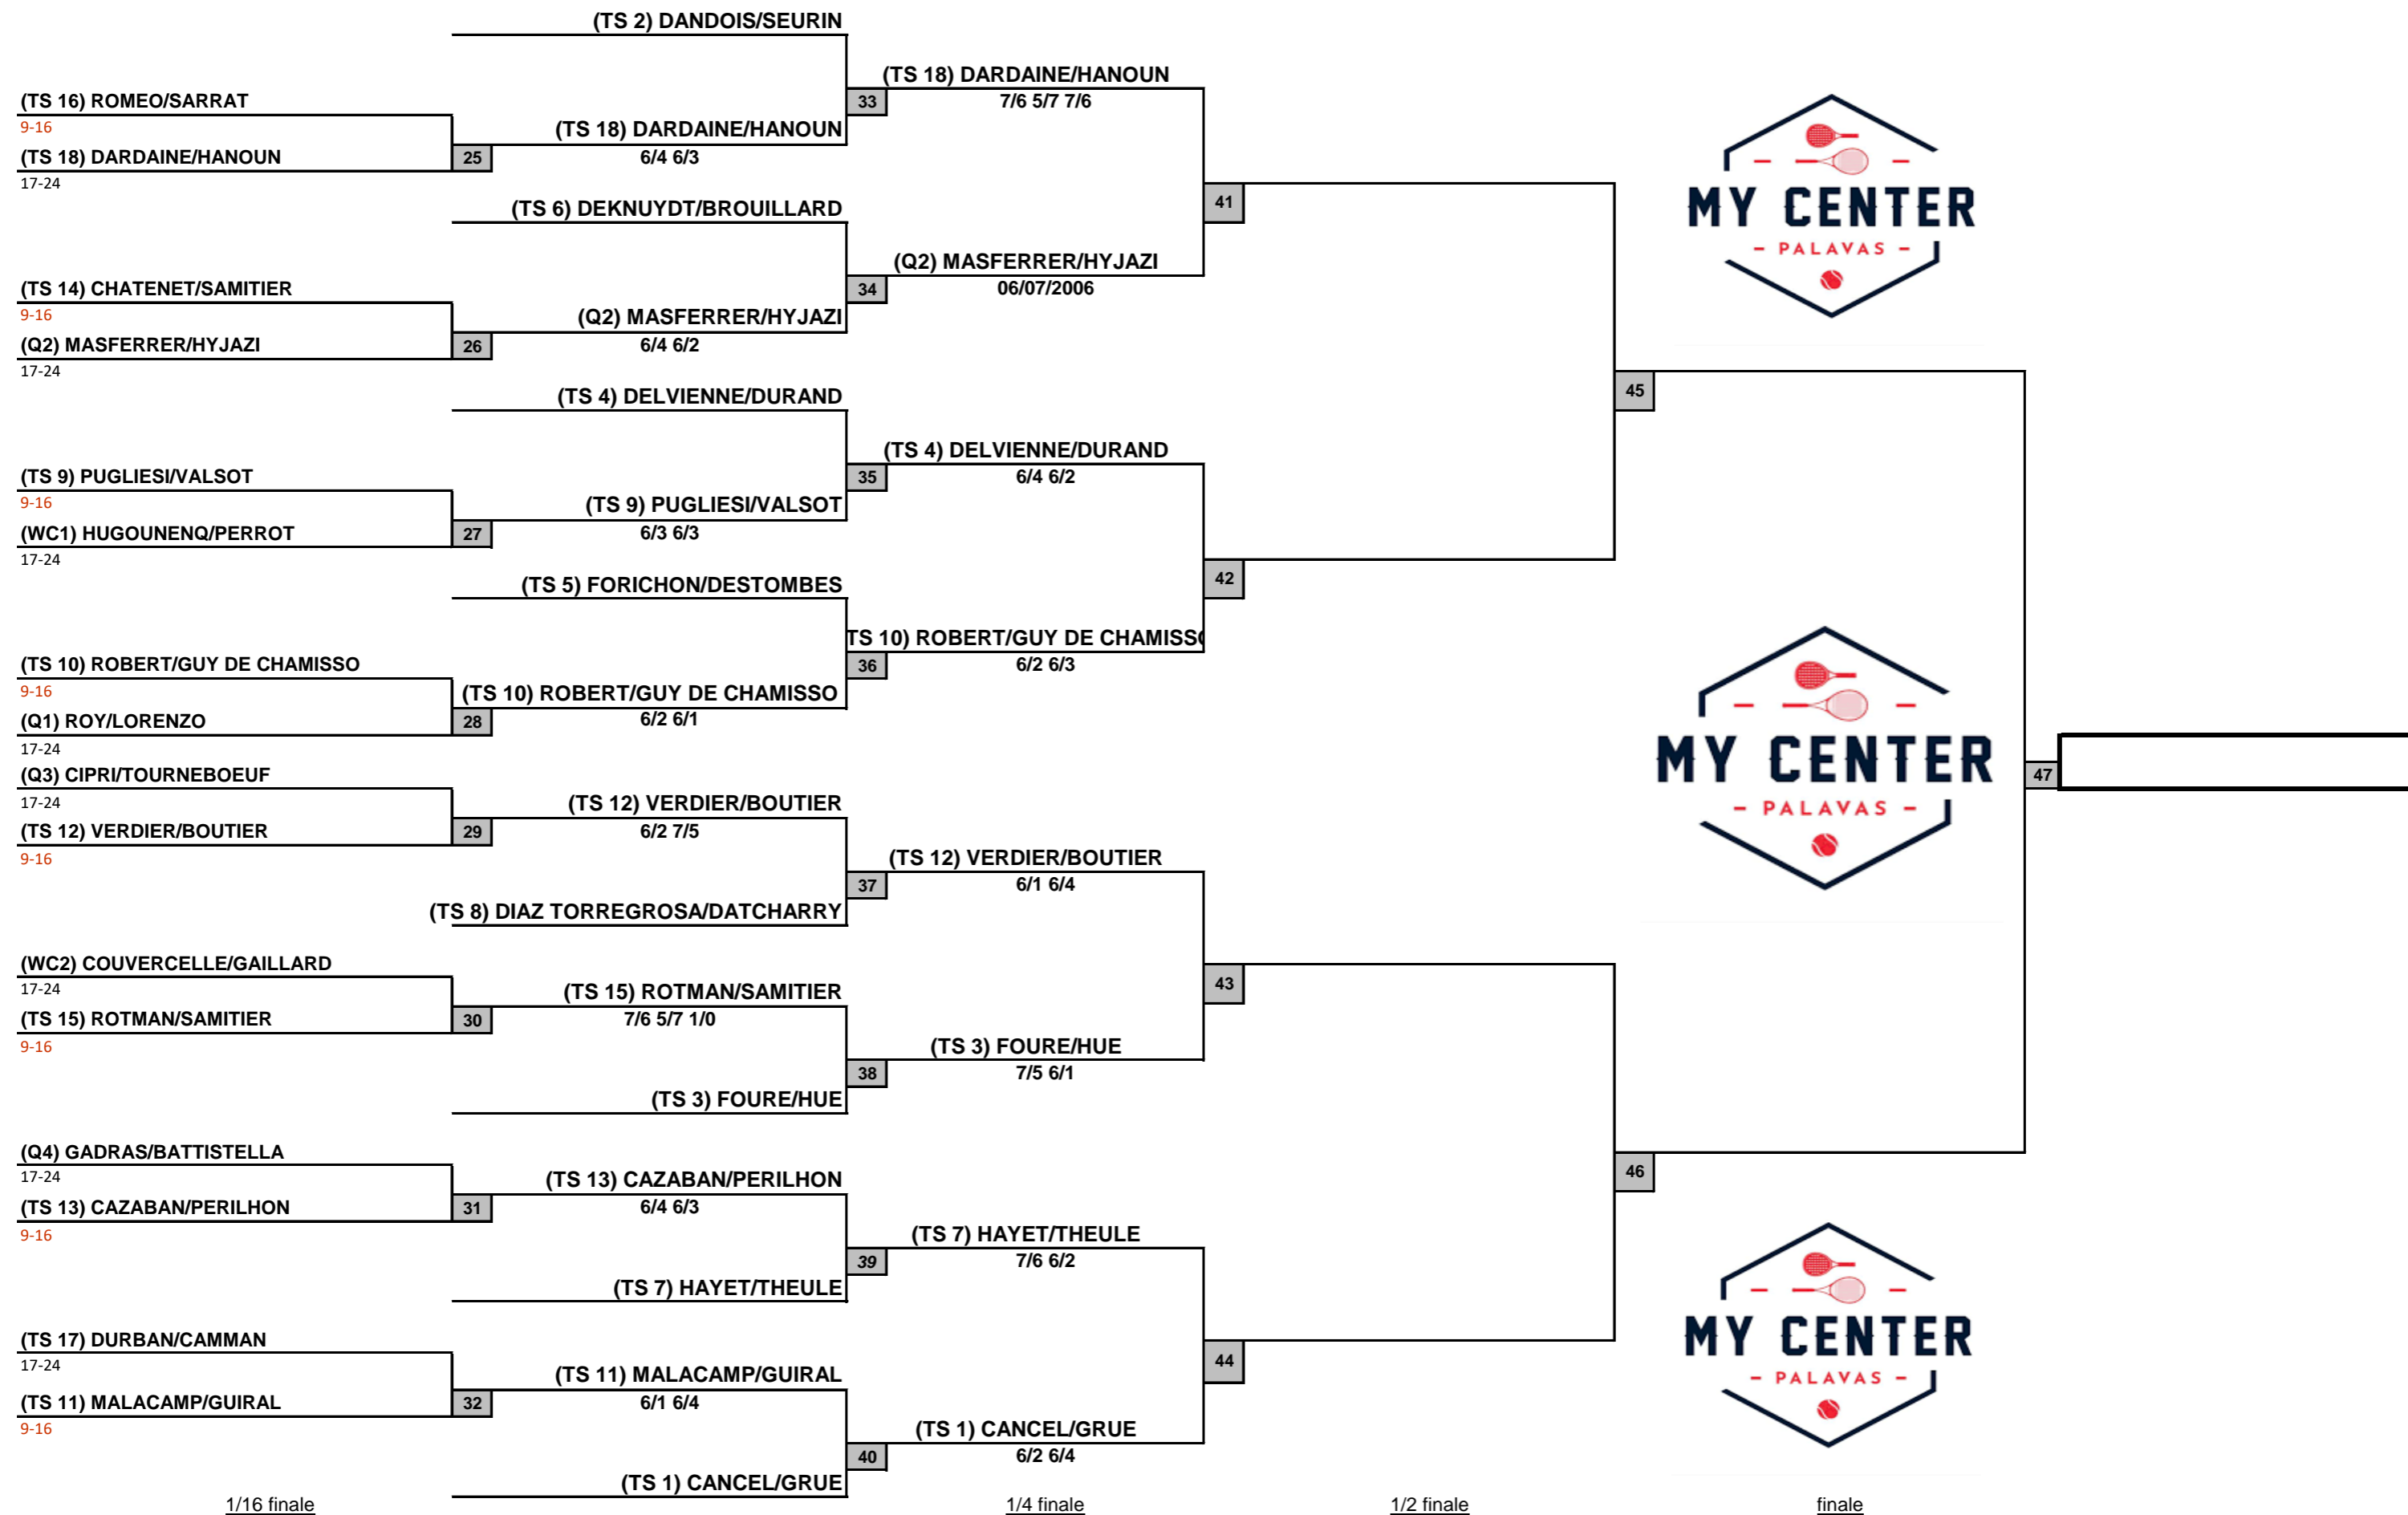 (TS 2) DANDOIS/SEURIN
(TS 18) DARDAINE/HANOUN
(TS 16) ROMEO/SARRAT
33
7/6 5/7 7/6
9-16
(TS 18) DARDAINE/HANOUN
(TS 18) DARDAINE/HANOUN
25
6/4 6/3
17-24
(TS 6) DEKNUYDT/BROUILLARD
41
MY CENTER
- PALAVAS -
(Q2) MASFERRER/HYJAZI
(TS 14) CHATENET/SAMITIER
34
06/07/2006
9-16
(Q2) MASFERRER/HYJAZI
(Q2) MASFERRER/HYJAZI
26
6/4 6/2
17-24
(TS 4) DELVIENNE/DURAND
45
(TS 4) DELVIENNE/DURAND
(TS 9) PUGLIESI/VALSOT
35
6/4 6/2
9-16
(TS 9) PUGLIESI/VALSOT
(WC1) HUGOUNENQ/PERROT
27
6/3 6/3
17-24
(TS 5) FORICHON/DESTOMBES
42
TS 10) ROBERT/GUY DE CHAMISSO
(TS 10) ROBERT/GUY DE CHAMISSO
36
6/2 6/3
9-16
(TS 10) ROBERT/GUY DE CHAMISSO
(Q1) ROY/LORENZO
28
6/2 6/1
17-24
MY CENTER
- PALAVAS -
47
(Q3) CIPRI/TOURNEBOEUF
17-24
(TS 12) VERDIER/BOUTIER
(TS 12) VERDIER/BOUTIER
29
6/2 7/5
9-16
(TS 12) VERDIER/BOUTIER
37
6/1 6/4
(TS 8) DIAZ TORREGROSA/DATCHARRY
(WC2) COUVERCELLE/GAILLARD
17-24
(TS 15) ROTMAN/SAMITIER
43
(TS 15) ROTMAN/SAMITIER
30
7/6 5/7 1/0
9-16
(TS 3) FOURE/HUE
38
7/5 6/1
(TS 3) FOURE/HUE
(Q4) GADRAS/BATTISTELLA
17-24
(TS 13) CAZABAN/PERILHON
46
(TS 13) CAZABAN/PERILHON
31
6/4 6/3
9-16
(TS 7) HAYET/THEULE
39
7/6 6/2
(TS 7) HAYET/THEULE
MY CENTER
- PALAVAS -
(TS 17) DURBAN/CAMMAN
17-24
(TS 11) MALACAMP/GUIRAL
44
(TS 11) MALACAMP/GUIRAL
32
6/1 6/4
9-16
(TS 1) CANCEL/GRUE
40
6/2 6/4
(TS 1) CANCEL/GRUE
1/16 finale
1/4 finale
1/2 finale
finale